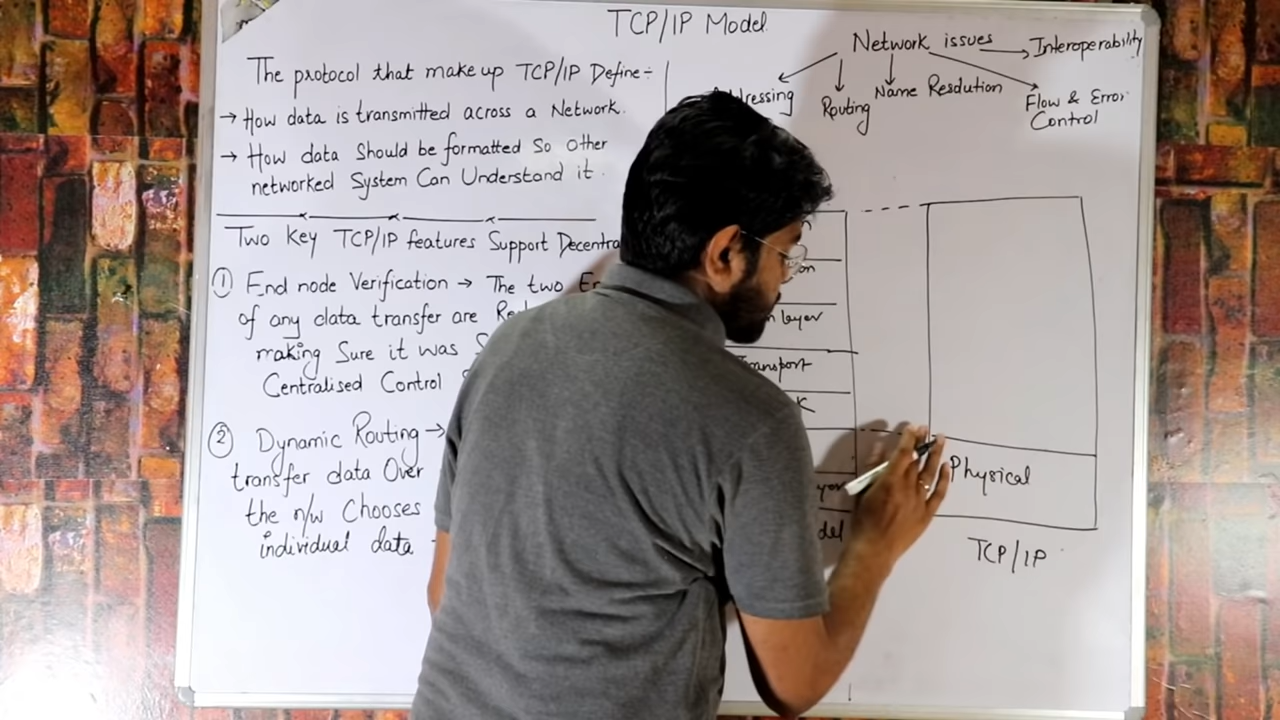 TCP/IP Model
The protocol that make up TCP/IP Define:-
→ How data is transmitted across a Network.
→ How data Should be formatted So Other
networked System Can Understand it.
Two Key TCP/IP features Support
① End node Verification → The two
of any data transfer are
making Sure it was
Centralised Control
② Dynamic Routing →
transfer data Over
the n/w Chooses
individual data
Network issues → Interoperability
Routing
Name Resolution
Flow & Error
Control
layer
Transport
Physical
TCP/IP